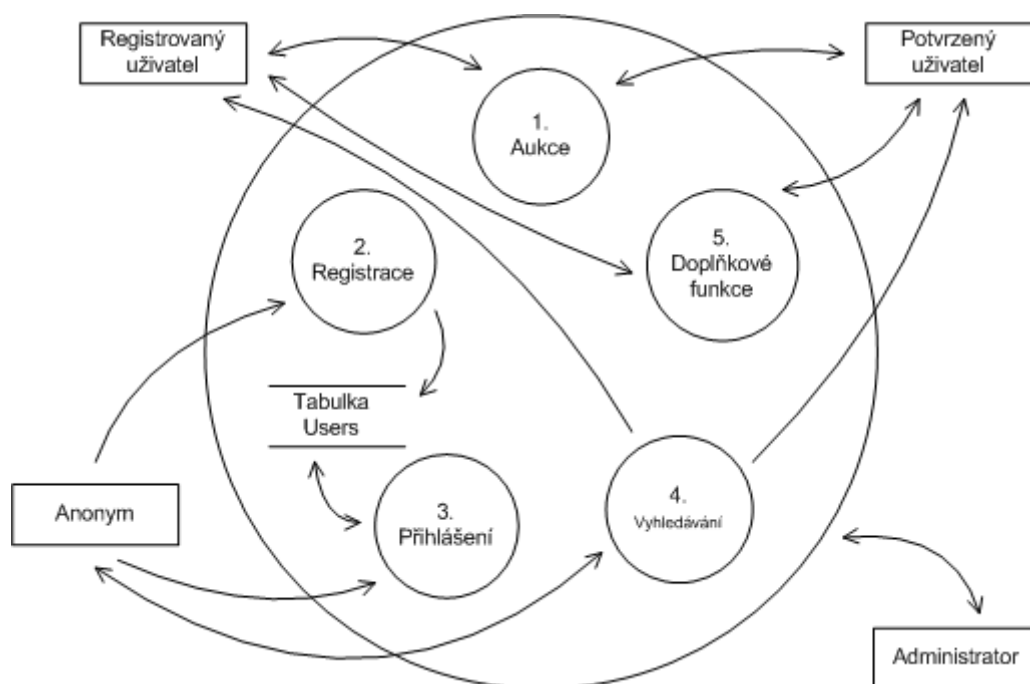 Registrovaný
uživatel
Potvrzený
uživatel
1.
Aukce
2.
Registrace
5.
Doplňkové
funkce
Tabulka
Users
Anonym
3.
Přihlášení
4.
Vyhledávání
Administrator